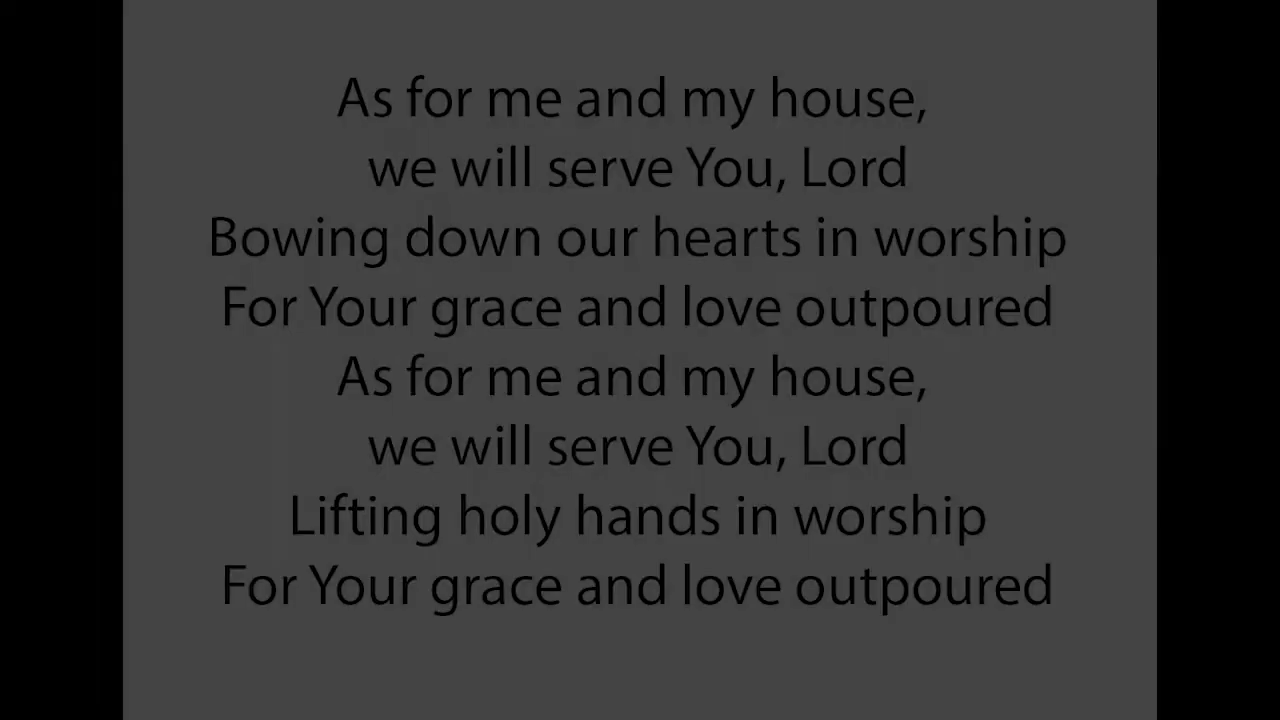 As for me and my house,
we will serve You, Lord
Bowing down our hearts in worship
For Your grace and love outpoured
As for me and my house,
we will serve You, Lord
Lifting holy hands in worship
For Your grace and love outpoured